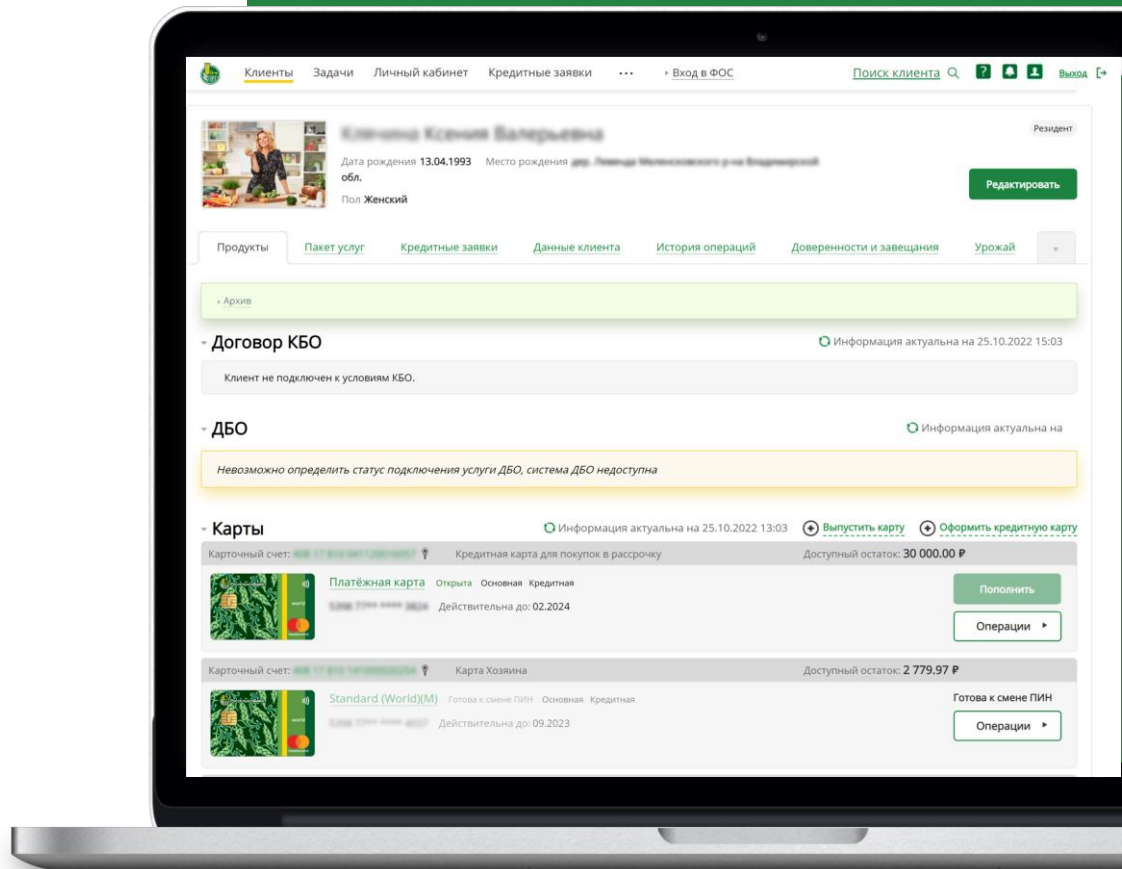 Клиенты Задачи Личный кабинет Кредитные заявки ... Вход в ФОС Поиск клиента ? Выход
Резидент
Дата рождения 13.04.1993 Место рождения
обл.
Пол Женский
Редактировать
Продукты Пакет услуг Кредитные заявки Данные клиента История операций Доверенности и завещания Урожай
Архив
Договор КБО Информация актуальна на 25.10.2022 15:03
Клиент не подключен к условиям КБО.
ДБО Информация актуальна на
Невозможно определить статус подключения услуги ДБО, система ДБО недоступна
Карты Информация актуальна на 25.10.2022 13:03 Выпустить карту Оформить кредитную карту
Карточный счет: Кредитная карта для покупок в рассрочку Доступный остаток: 30 000.00 ₽
Платёжная карта Открыта Основная Кредитная
Пополнить
Действительна до: 02.2024
Операции
Карточный счет: Карта Хозяина Доступный остаток: 2 779.97 ₽
Standard (World)(M) Готова к смене ПИН Основная Кредитная Готова к смене ПИН
Действительна до: 09.2023
Операции